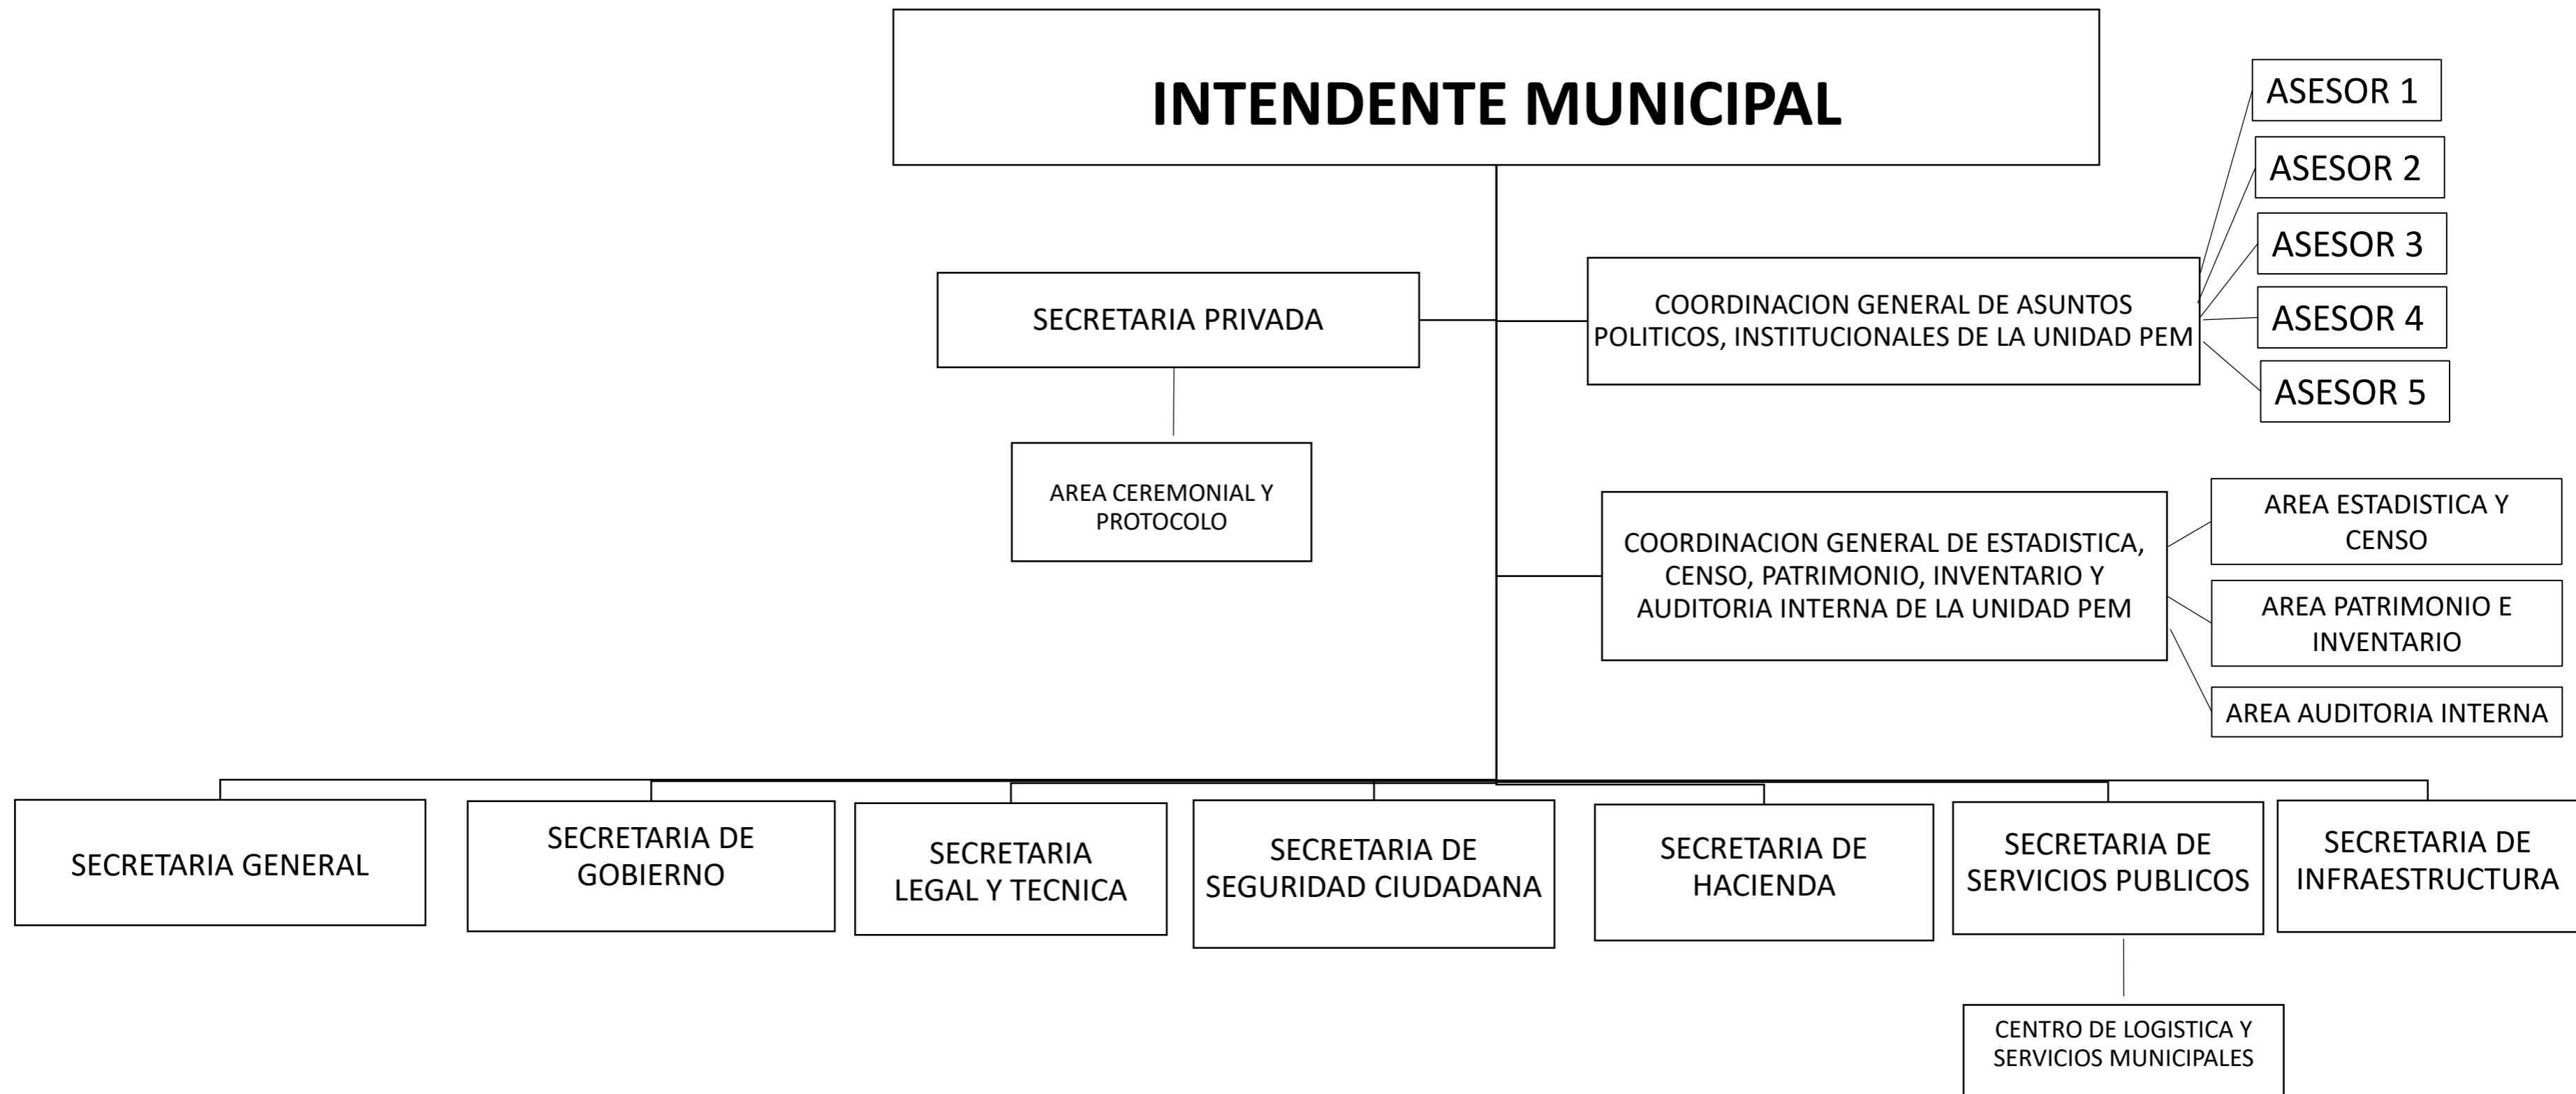 INTENDENTE MUNICIPAL
ASESOR 1
ASESOR 2
ASESOR 3
ASESOR 4
ASESOR 5
SECRETARIA PRIVADA
COORDINACION GENERAL DE ASUNTOS
POLITICOS, INSTITUCIONALES DE LA UNIDAD PEM
AREA CEREMONIAL Y
PROTOCOLO
COORDINACION GENERAL DE ESTADISTICA,
CENSO, PATRIMONIO, INVENTARIO Y
AUDITORIA INTERNA DE LA UNIDAD PEM
AREA ESTADISTICA Y
CENSO
AREA PATRIMONIO E
INVENTARIO
AREA AUDITORIA INTERNA
SECRETARIA GENERAL
SECRETARIA DE
GOBIERNO
SECRETARIA
LEGAL Y TECNICA
SECRETARIA DE
SEGURIDAD CIUDADANA
SECRETARIA DE
HACIENDA
SECRETARIA DE
SERVICIOS PUBLICOS
SECRETARIA DE
INFRAESTRUCTURA
CENTRO DE LOGISTICA Y
SERVICIOS MUNICIPALES